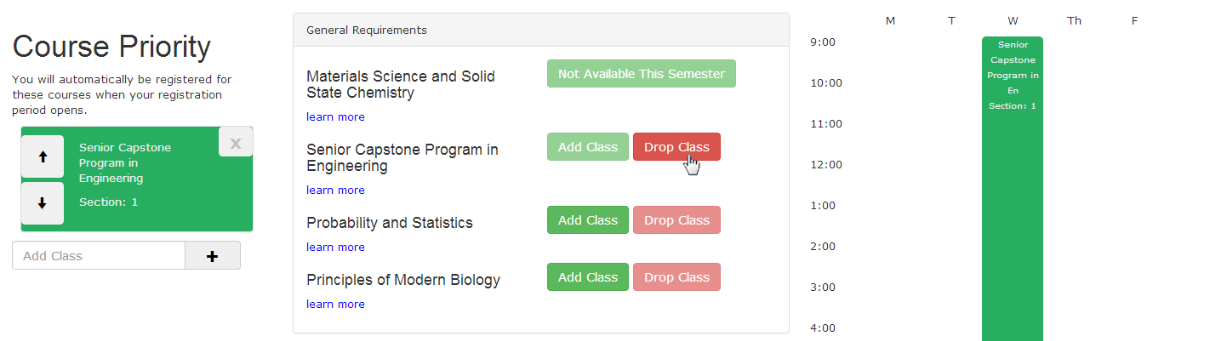 Course Priority
You will automatically be registered for
these courses when your registration
period opens.
↑
Senior Capstone
Program in
Engineering
x
↓
Section: 1
Add Class
+
General Requirements
Materials Science and Solid
State Chemistry
Not Available This Semester
learn more
Senior Capstone Program in
Engineering
Add Class
Drop Class
learn more
Probability and Statistics
Add Class
Drop Class
learn more
Principles of Modern Biology
Add Class
Drop Class
learn more
M T W Th F
9:00
Senior
Capstone
Program in
En
Section: 1
10:00
11:00
12:00
1:00
2:00
3:00
4:00